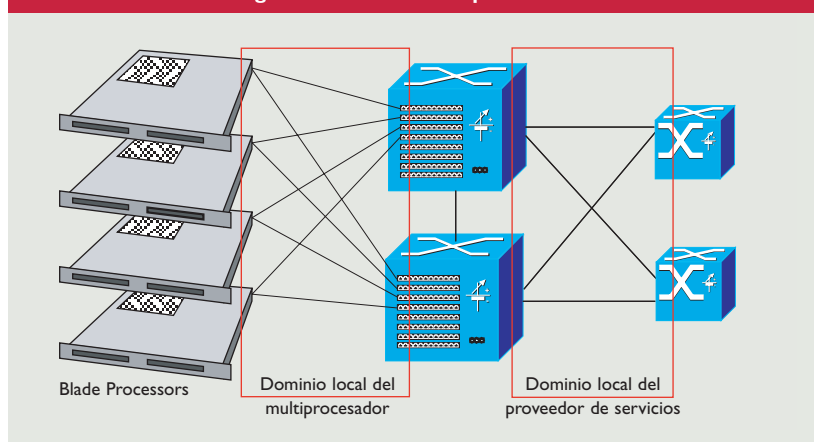 Blade Processors
Dominio local del
multiprocesador
Dominio local del
proveedor de servicios